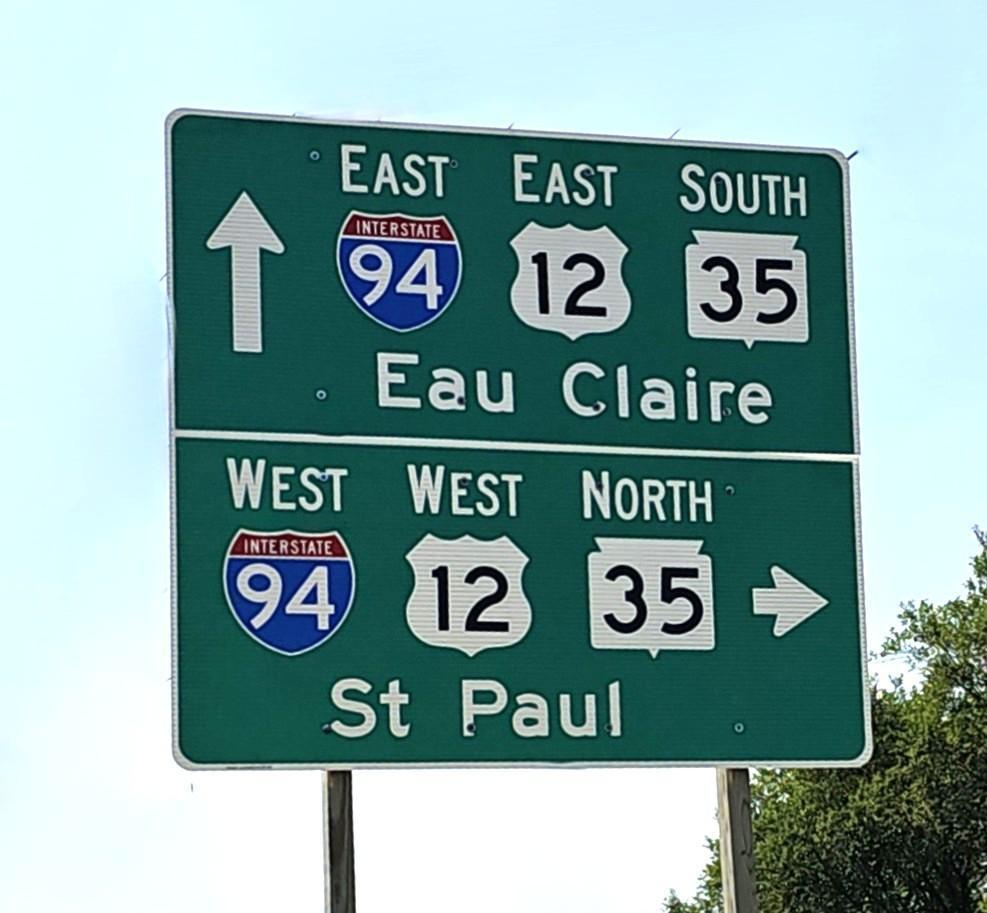 EAST EAST SOUTH
INTERSTATE
94 12 35
Eau Claire
WEST WEST NORTH
INTERSTATE
94 12 35
St Paul